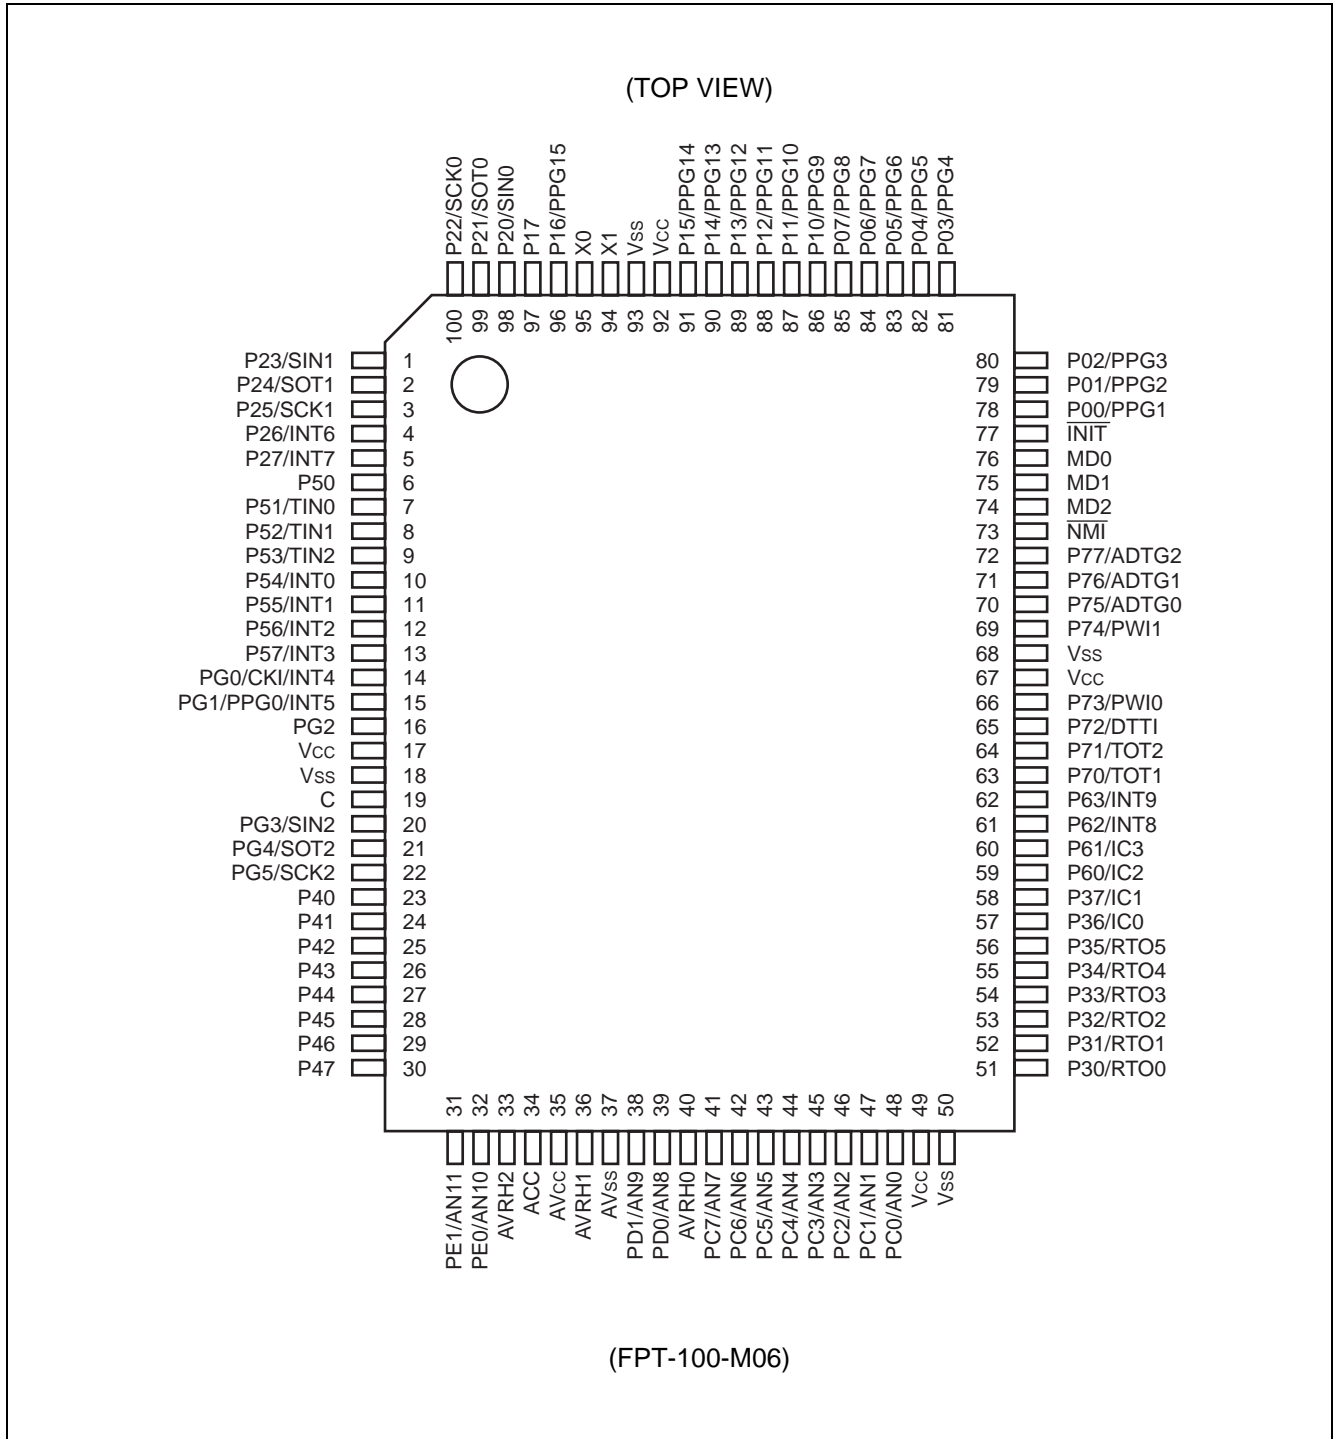 (TOP VIEW)
P22/SCK0
P21/SOT0
P20/SIN0
P17
P16/PPG15
X0
X1
Vss
Vcc
P15/PPG14
P14/PPG13
P13/PPG12
P12/PPG11
P11/PPG10
P10/PPG9
P07/PPG8
P06/PPG7
P05/PPG6
P04/PPG5
P03/PPG4
100
99
98
97
96
95
94
93
92
91
90
89
88
87
86
85
84
83
82
81
P23/SIN1 1
P24/SOT1 2
P25/SCK1 3
P26/INT6 4
P27/INT7 5
P50 6
P51/TIN0 7
P52/TIN1 8
P53/TIN2 9
P54/INT0 10
P55/INT1 11
P56/INT2 12
P57/INT3 13
PG0/CKI/INT4 14
PG1/PPG0/INT5 15
PG2 16
Vcc 17
Vss 18
C 19
PG3/SIN2 20
PG4/SOT2 21
PG5/SCK2 22
P40 23
P41 24
P42 25
P43 26
P44 27
P45 28
P46 29
P47 30
80 P02/PPG3
79 P01/PPG2
78 P00/PPG1
77 INIT
76 MD0
75 MD1
74 MD2
73 NMI
72 P77/ADTG2
71 P76/ADTG1
70 P75/ADTG0
69 P74/PWI1
68 Vss
67 Vcc
66 P73/PWI0
65 P72/DTTI
64 P71/TOT2
63 P70/TOT1
62 P63/INT9
61 P62/INT8
60 P61/IC3
59 P60/IC2
58 P37/IC1
57 P36/IC0
56 P35/RTO5
55 P34/RTO4
54 P33/RTO3
53 P32/RTO2
52 P31/RTO1
51 P30/RTO0
31
32
33
34
35
36
37
38
39
40
41
42
43
44
45
46
47
48
49
50
PE1/AN11
PE0/AN10
AVRH2
ACC
AVcc
AVRH1
AVss
PD1/AN9
PD0/AN8
AVRH0
PC7/AN7
PC6/AN6
PC5/AN5
PC4/AN4
PC3/AN3
PC2/AN2
PC1/AN1
PC0/AN0
Vcc
Vss
(FPT-100-M06)